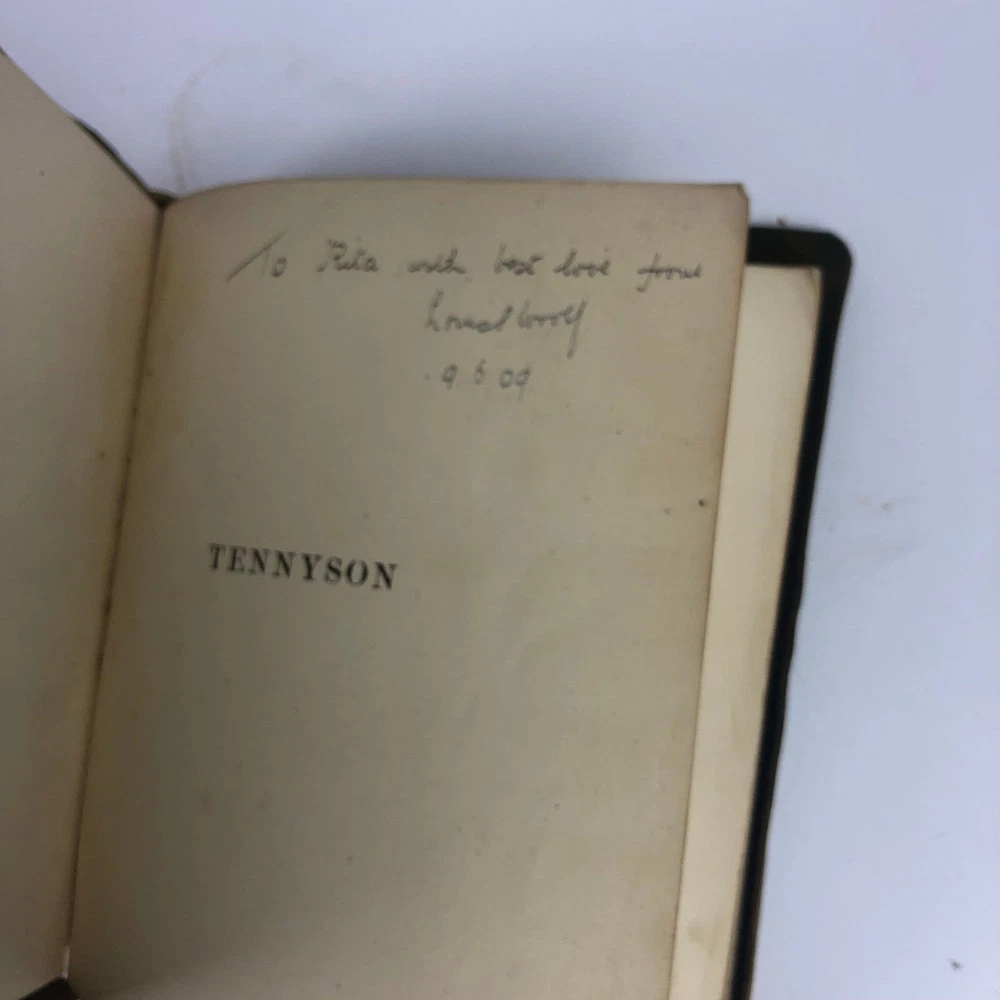 To Rita with best love from
Woolf
9 6 09
TENNYSON